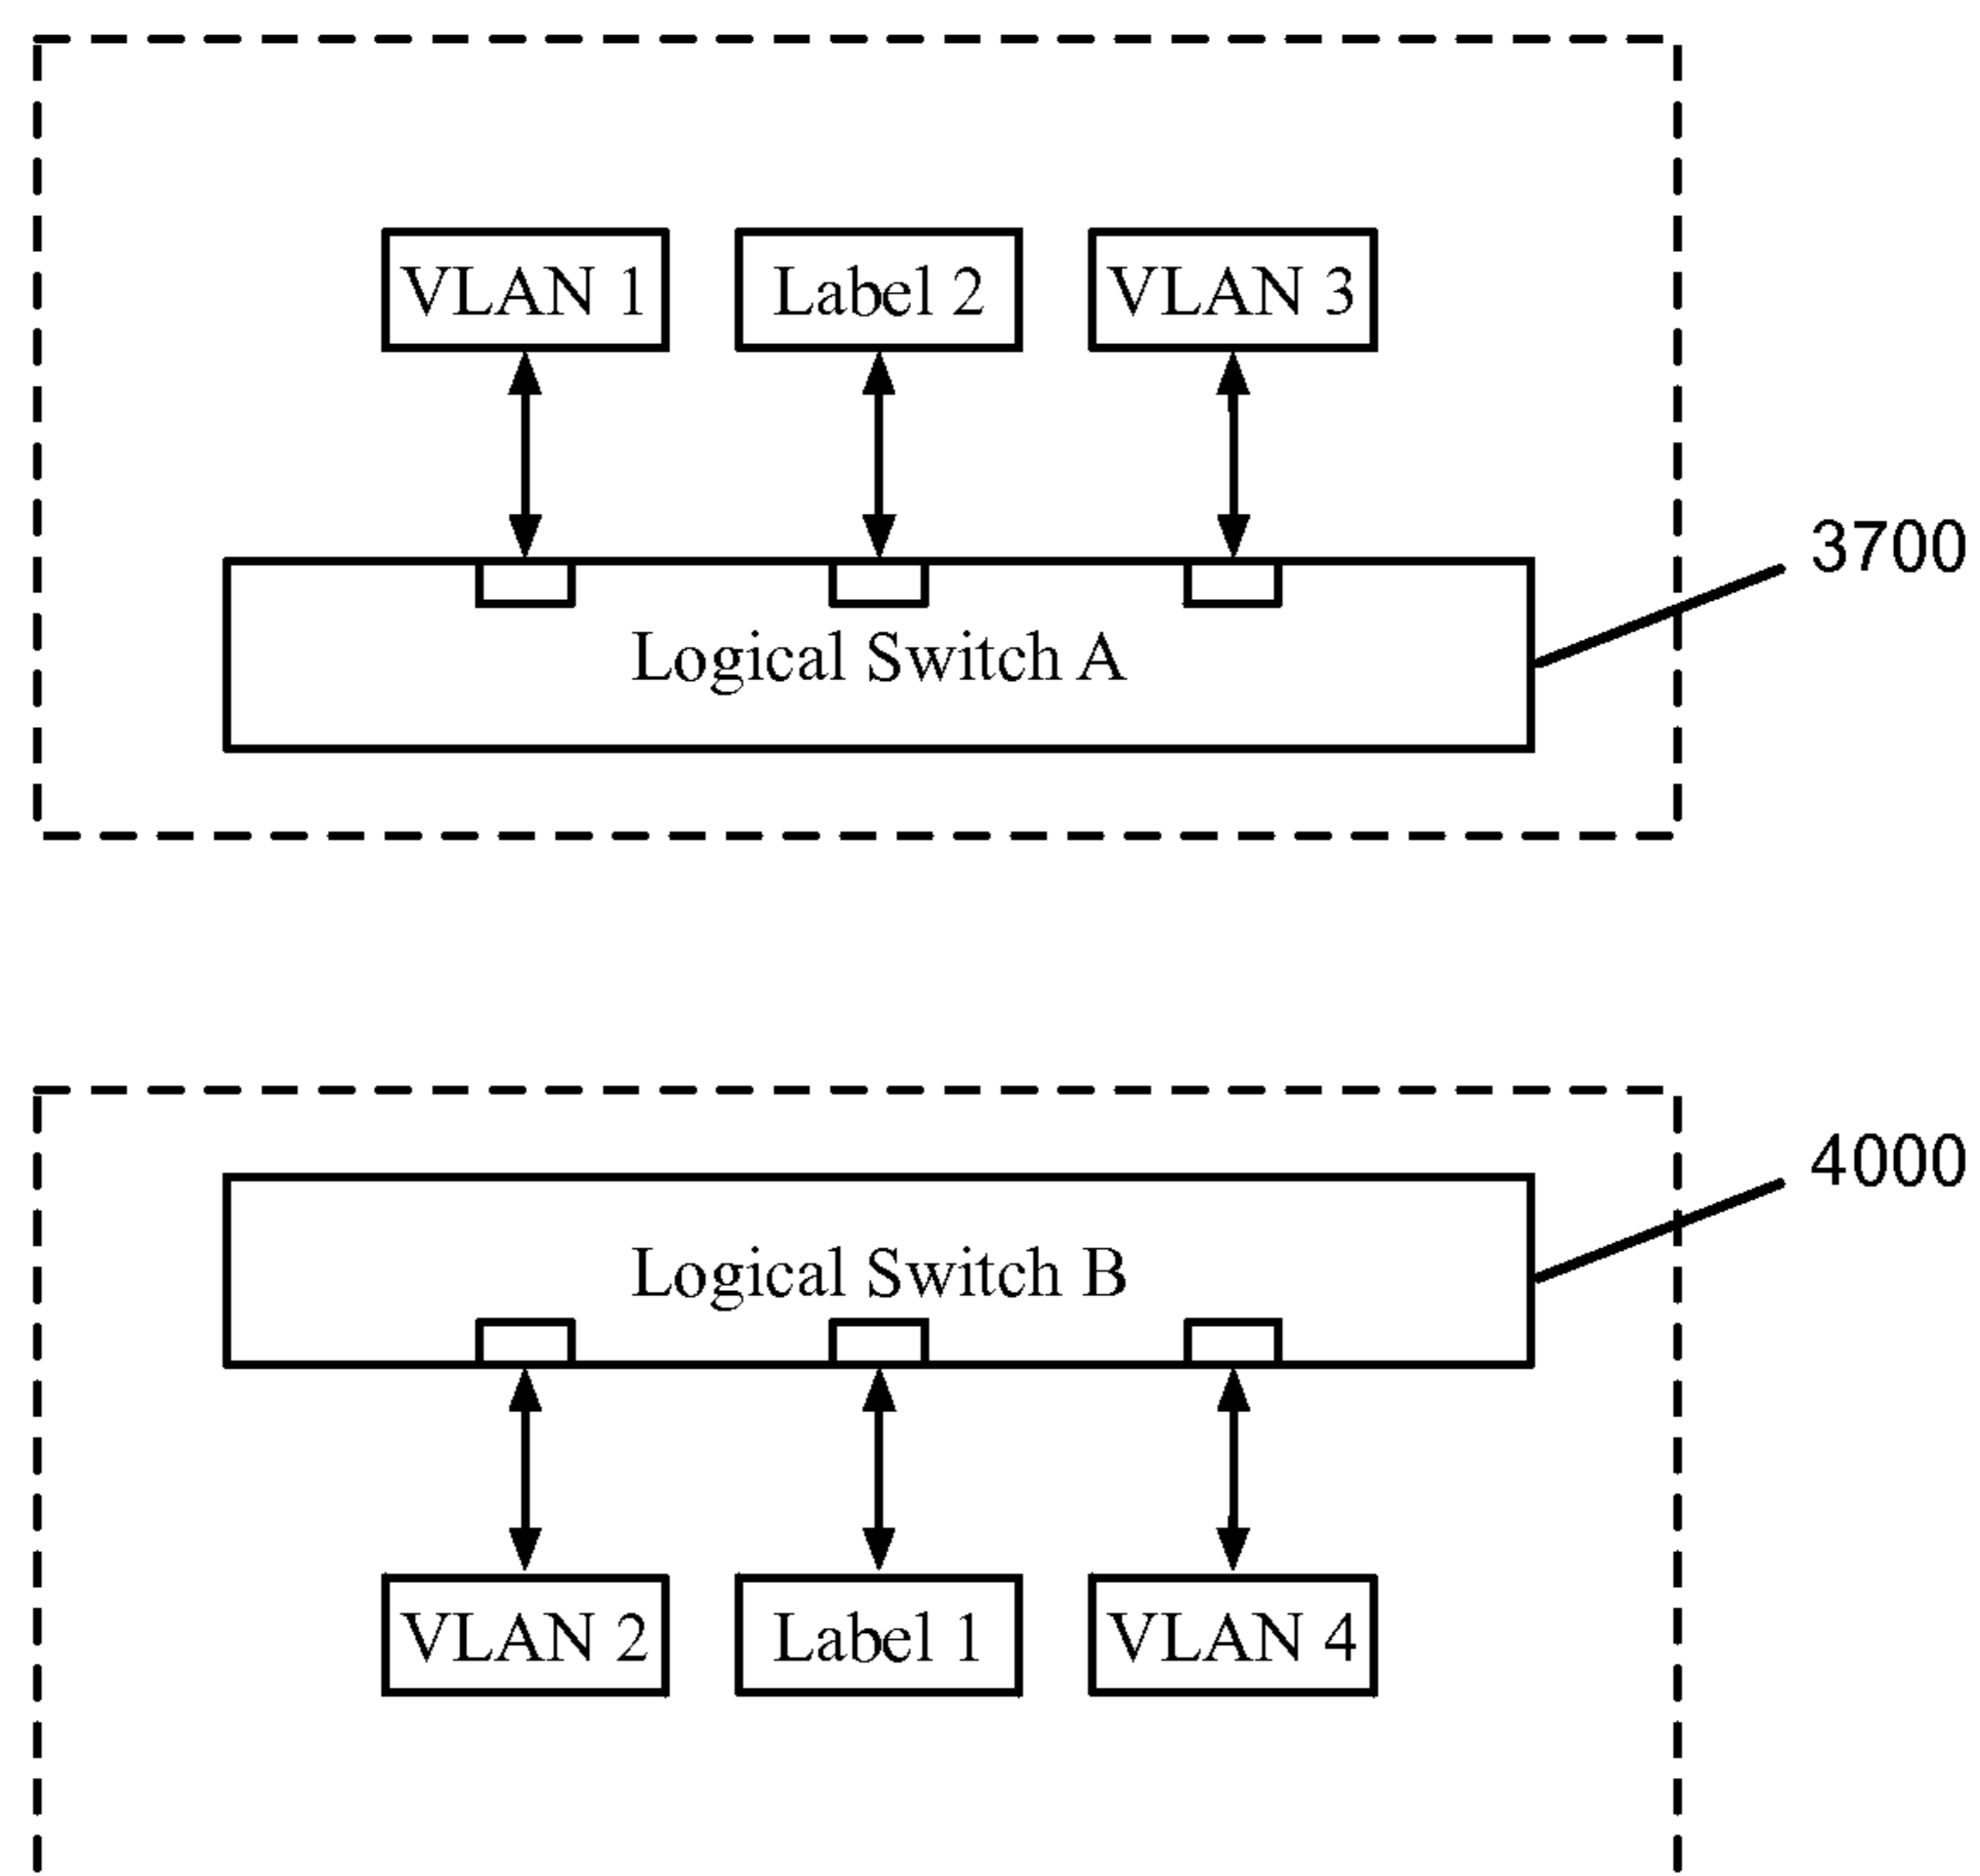 VLAN 1
Label 2
VLAN 3
3700
Logical Switch A
4000
Logical Switch B
VLAN 2
Label 1
VLAN 4